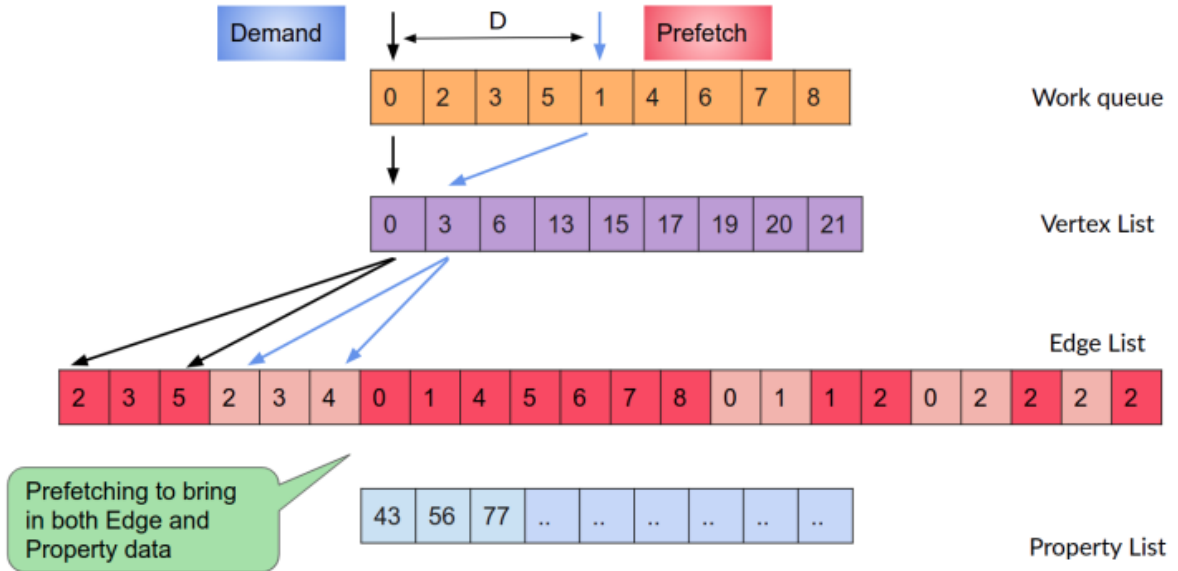 Demand
D
Prefetch
0 2 3 5 1 4 6 7 8
Work queue
0 3 6 13 15 17 19 20 21
Vertex List
Edge List
2 3 5 2 3 4 0 1 4 5 6 7 8 0 1 1 2 0 2 2 2 2
Prefetching to bring
in both Edge and
Property data
43 56 77 .. .. .. .. .. ..
Property List